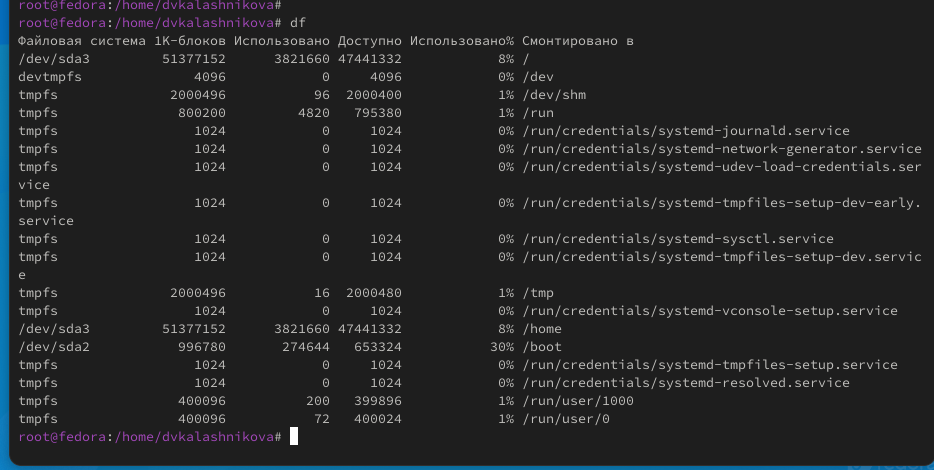 root@fedora:/home/dvkalashnikova#
root@fedora:/home/dvkalashnikova# df
Файловая система 1K-блоков Использовано Доступно Использовано% Смонтировано в
/dev/sda3         51377152      3821660 47441332            8% /
devtmpfs              4096            0     4096            0% /dev
tmpfs              2000496           96  2000400            1% /dev/shm
tmpfs               800200         4820   795380            1% /run
tmpfs                 1024            0     1024            0% /run/credentials/systemd-journald.service
tmpfs                 1024            0     1024            0% /run/credentials/systemd-network-generator.service
tmpfs                 1024            0     1024            0% /run/credentials/systemd-udev-load-credentials.ser
vice
tmpfs                 1024            0     1024            0% /run/credentials/systemd-tmpfiles-setup-dev-early.
service
tmpfs                 1024            0     1024            0% /run/credentials/systemd-sysctl.service
tmpfs                 1024            0     1024            0% /run/credentials/systemd-tmpfiles-setup-dev.servic
e
tmpfs              2000496           16  2000480            1% /tmp
tmpfs                 1024            0     1024            0% /run/credentials/systemd-vconsole-setup.service
/dev/sda3         51377152      3821660 47441332            8% /home
/dev/sda2           996780       274644   653324           30% /boot
tmpfs                 1024            0     1024            0% /run/credentials/systemd-tmpfiles-setup.service
tmpfs                 1024            0     1024            0% /run/credentials/systemd-resolved.service
tmpfs               400096          200   399896            1% /run/user/1000
tmpfs               400096           72   400024            1% /run/user/0
root@fedora:/home/dvkalashnikova#